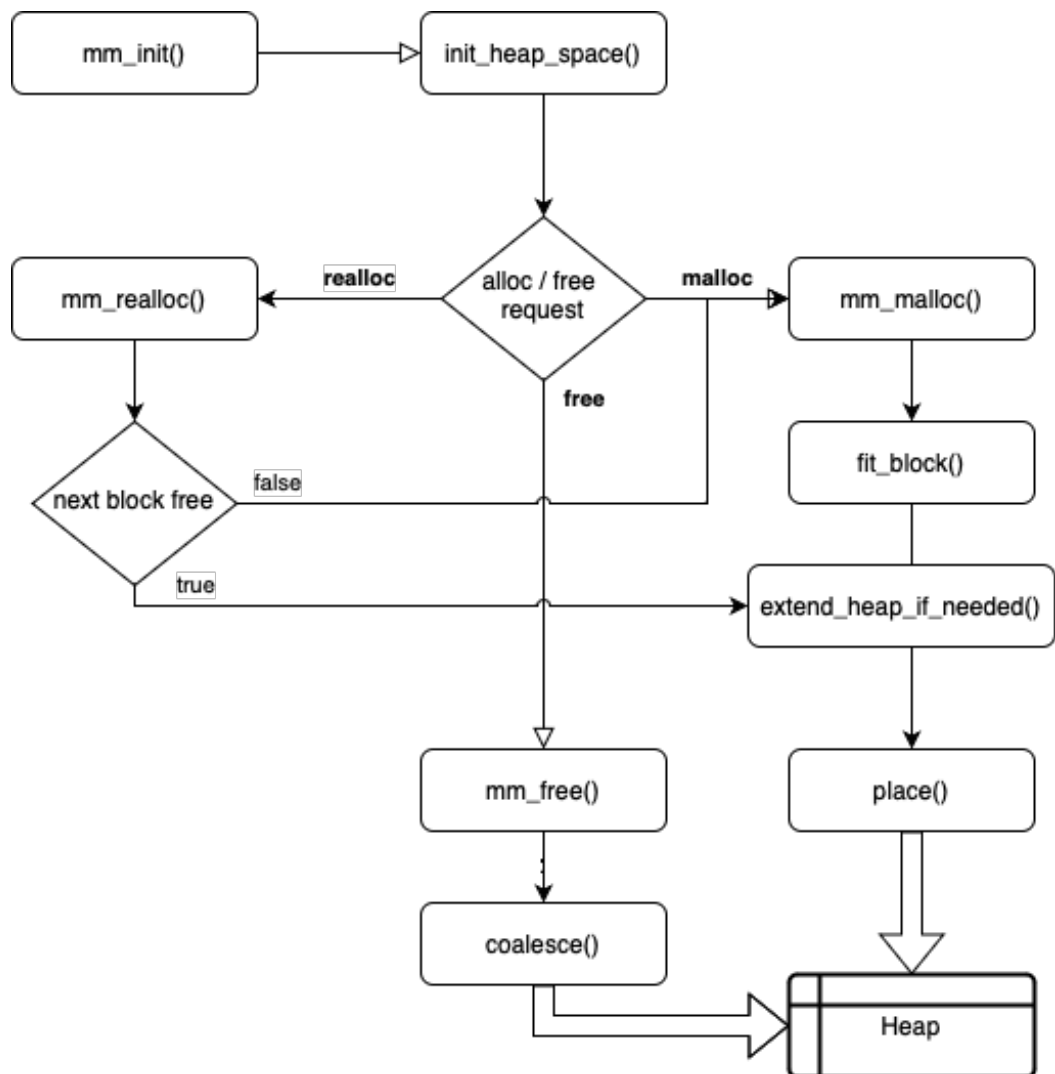 mm_init()
init_heap_space()
mm_realloc()
realloc
alloc / free
request
malloc
mm_malloc()
free
next block free
false
fit_block()
true
extend_heap_if_needed()
mm_free()
place()
:
coalesce()
Heap